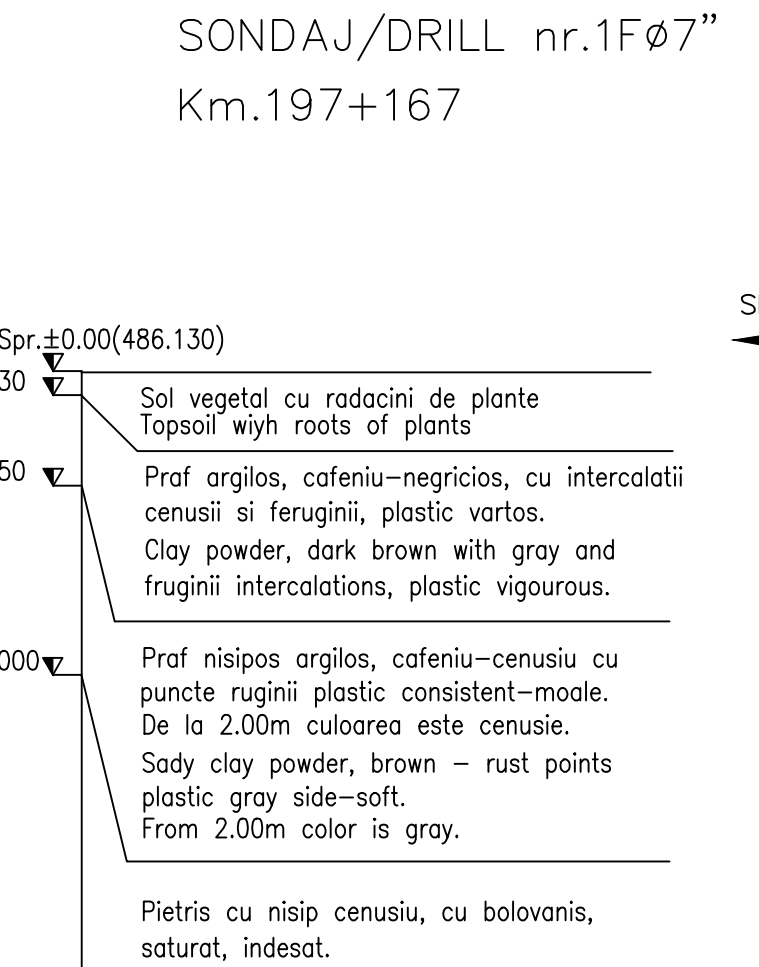 SONDAJ/DRILL nr.1Fø7”
Km.197+167
Spr.±0.00(486.130)
30
Sol vegetal cu radacini de plante
Topsoil wiyh roots of plants
50
Praf argilos, cafeniu-negricios, cu intercalatii
cenusii si feruginii, plastic vartos.
Clay powder, dark brown with gray and
fruginii intercalations, plastic vigourous.
000
Praf nisipos argilos, cafeniu-cenusiu cu
puncte ruginii plastic consistent-moale.
De la 2.00m culoarea este cenusie.
Sady clay powder, brown - rust points
plastic gray side-soft.
From 2.00m color is gray.
Pietris cu nisip cenusiu, cu bolovanis,
saturat, indesat.